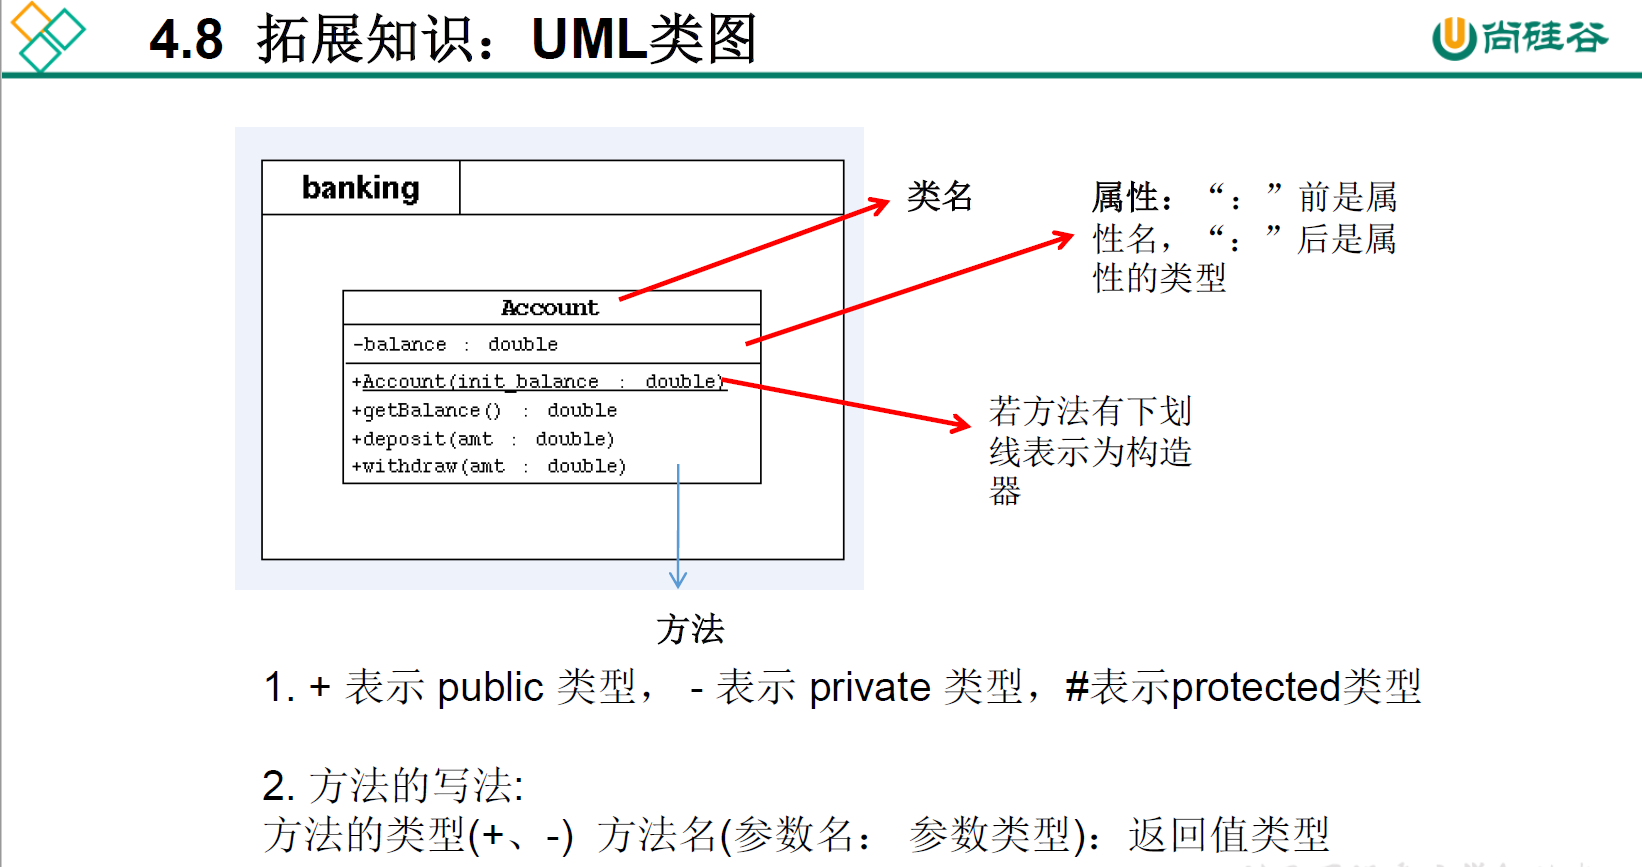 4.8 拓展知识：UML类图
尚硅谷
banking
类名
属性：“：”前是属
性名，“：”后是属
性的类型
Account
-balance : double
+Account(init_balance : double)
+getBalance() : double
+deposit(amt : double)
+withdraw(amt : double)
若方法有下划
线表示为构造
器
方法
1. + 表示 public 类型， - 表示 private 类型，#表示protected类型
2. 方法的写法:
方法的类型(+、-) 方法名(参数名： 参数类型)：返回值类型